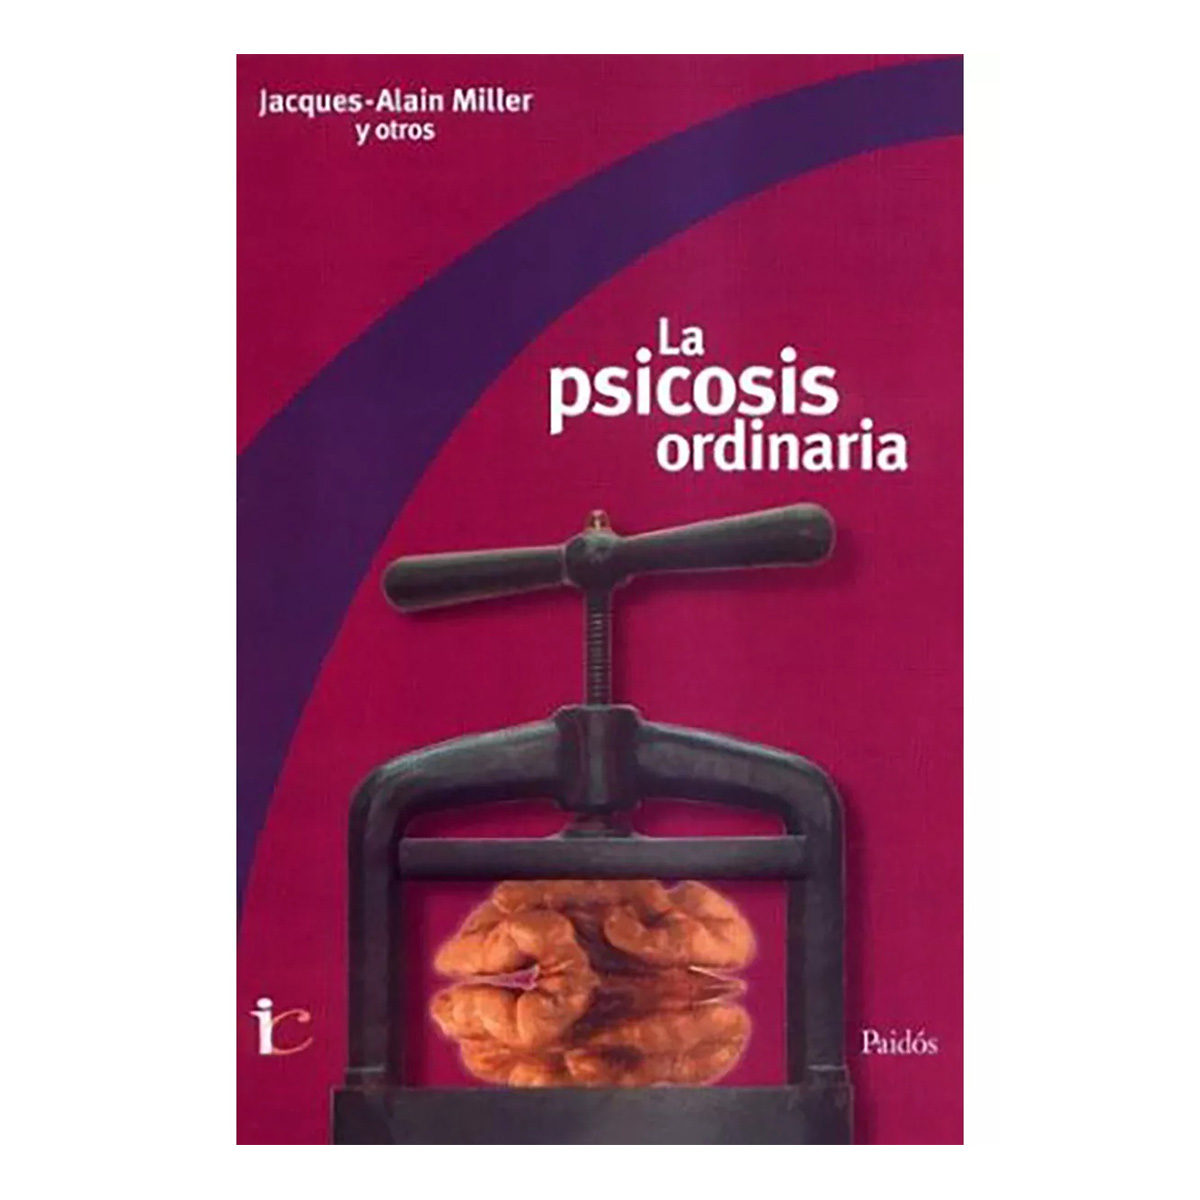 Jacques-Alain Miller
y otros
La
psicosis
ordinaria
ic
Paidós